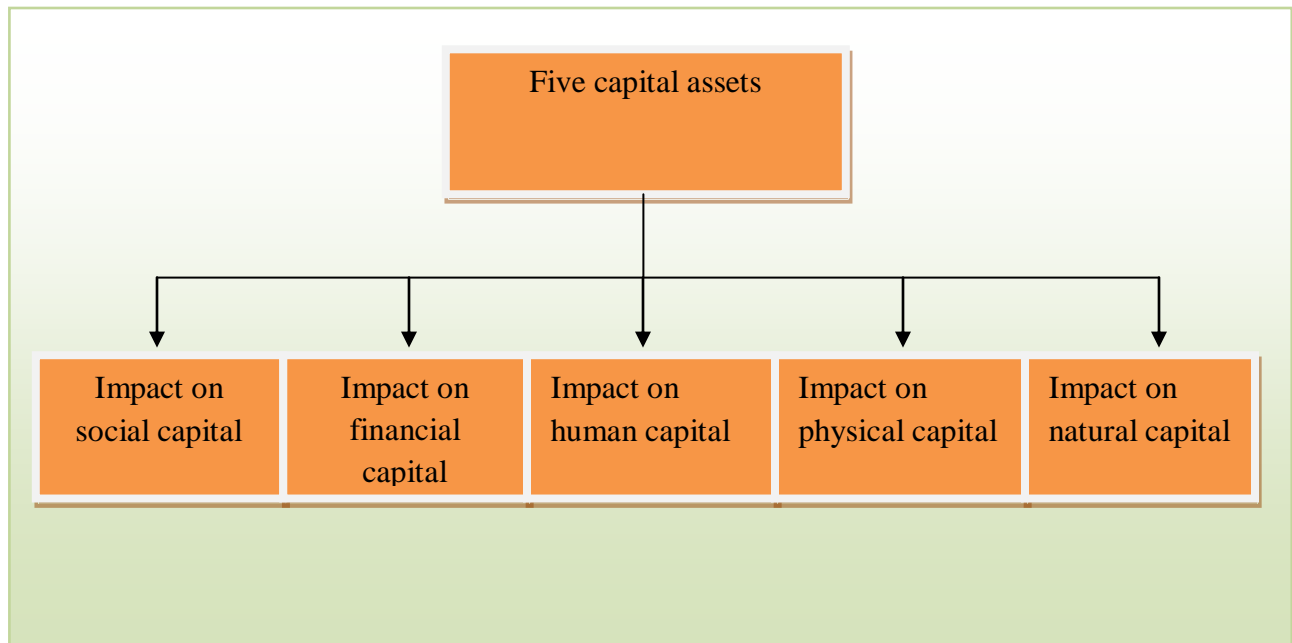 Five capital assets
Impact on
social capital
Impact on
financial
capital
Impact on
human capital
Impact on
physical capital
Impact on
natural capital